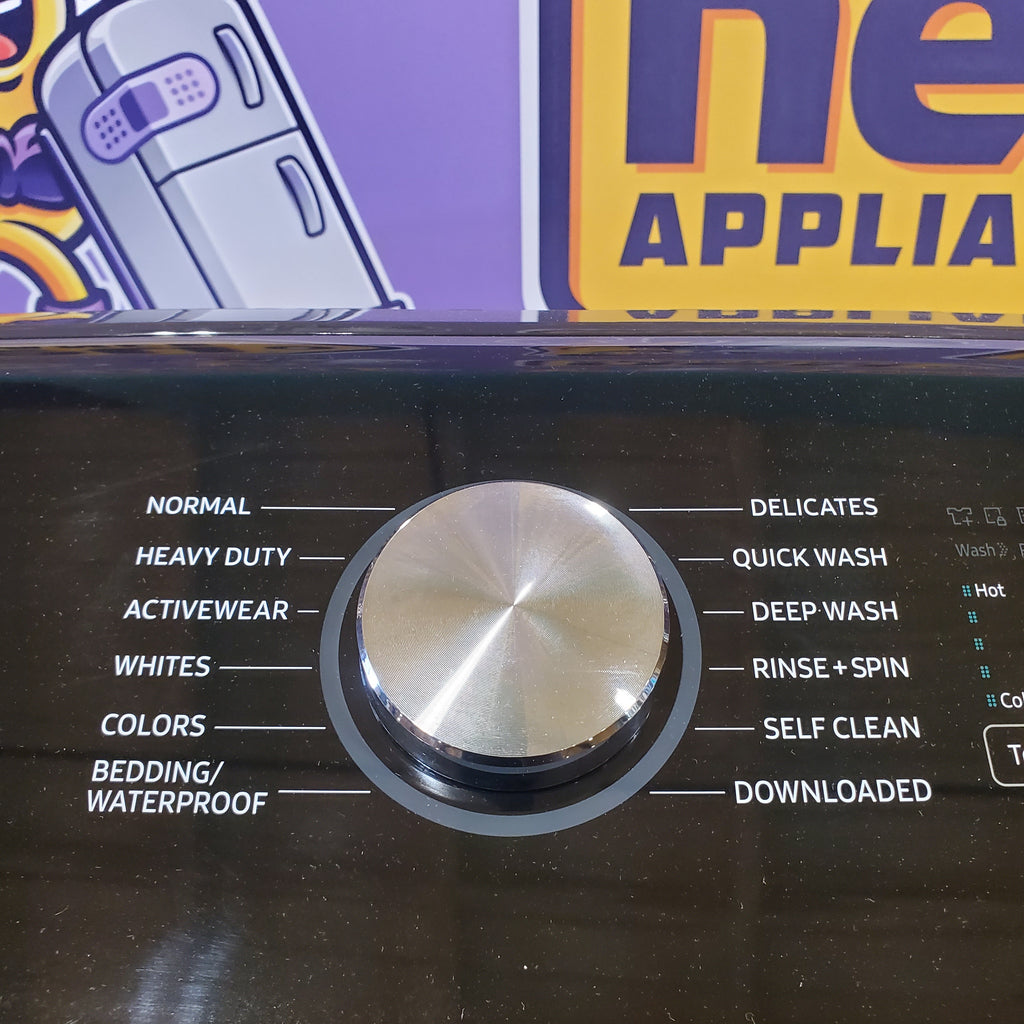 ne
APPLIA
NORMAL
HEAVY DUTY
ACTIVEWEAR
WHITES
COLORS
BEDDING/
WATERPROOF
DELICATES
QUICK WASH
DEEP WASH
RINSE + SPIN
SELF CLEAN
DOWNLOADED
Wash
Hot